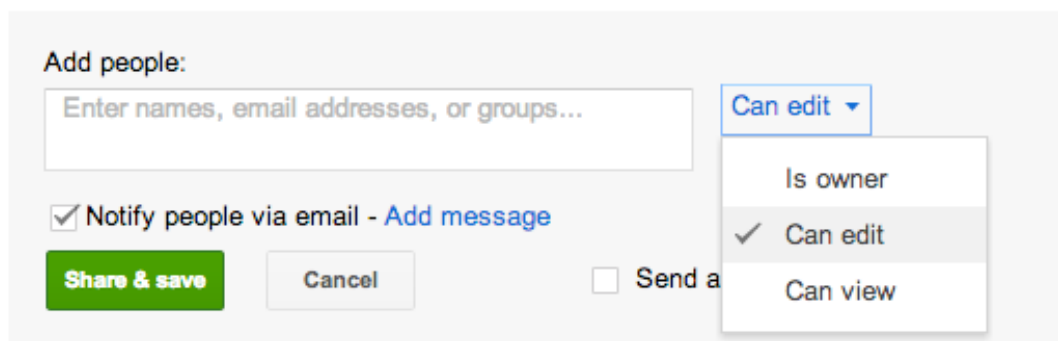 Add people:
Enter names, email addresses, or groups...
Can edit
Is owner
Can edit
Can view
Notify people via email - Add message
Share & save
Cancel
Send a